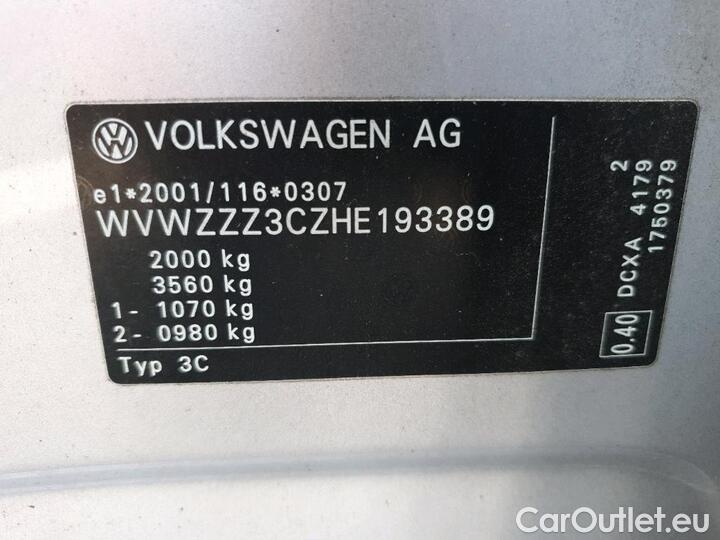 VOLKSWAGEN AG
e1*2001/116*0307
WVWZZZ3CZHE193389
2000 kg
3560 kg
1- 1070 kg
2- 0980 kg
Typ 3C
2
0.40 DCXA 4179
1750379
CarOutlet.eu